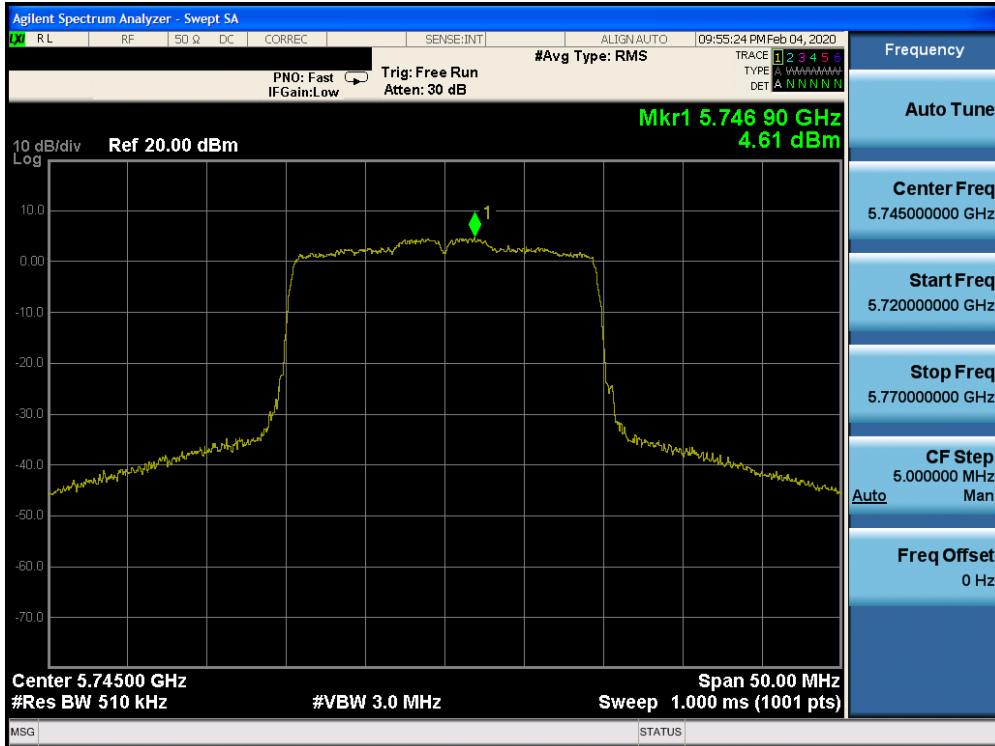 Agilent Spectrum Analyzer - Swept SA
LXI RL RF 50 Ω DC CORREC SENSE:INT ALIGN AUTO 09:55:24 PM Feb 04, 2020
#Avg Type: RMS
TRACE 1 2 3 4 5 6
PNO: Fast Trig: Free Run
TYPE A WWWWW
IFGain:Low Atten: 30 dB
DET A N N N N N
Mkr1 5.746 90 GHz
4.61 dBm
10 dB/div Ref 20.00 dBm
Log
10.0
1
0.00
-10.0
-20.0
-30.0
-40.0
-50.0
-60.0
-70.0
Center 5.74500 GHz Span 50.00 MHz
#Res BW 510 kHz #VBW 3.0 MHz Sweep 1.000 ms (1001 pts)
MSG STATUS
Frequency
Auto Tune
Center Freq
5.745000000 GHz
Start Freq
5.720000000 GHz
Stop Freq
5.770000000 GHz
CF Step
5.000000 MHz
Auto Man
Freq Offset
0 Hz